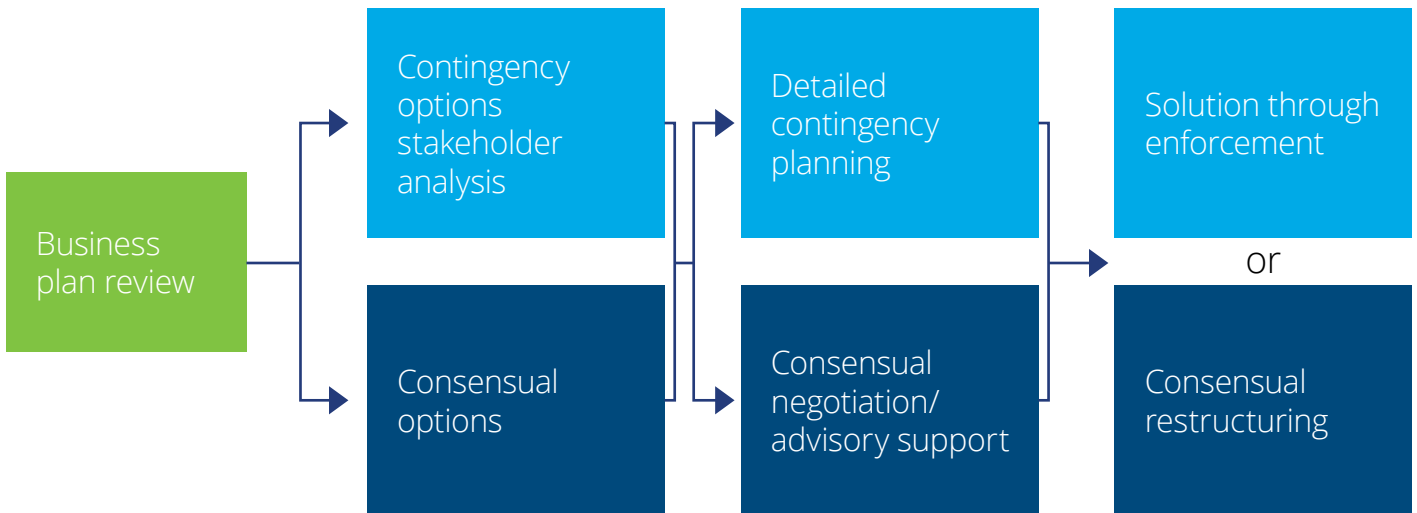 Business
plan review
Contingency
options
stakeholder
analysis
Consensual
options
Detailed
contingency
planning
Consensual
negotiation/
advisory support
Solution through
enforcement
or
Consensual
restructuring